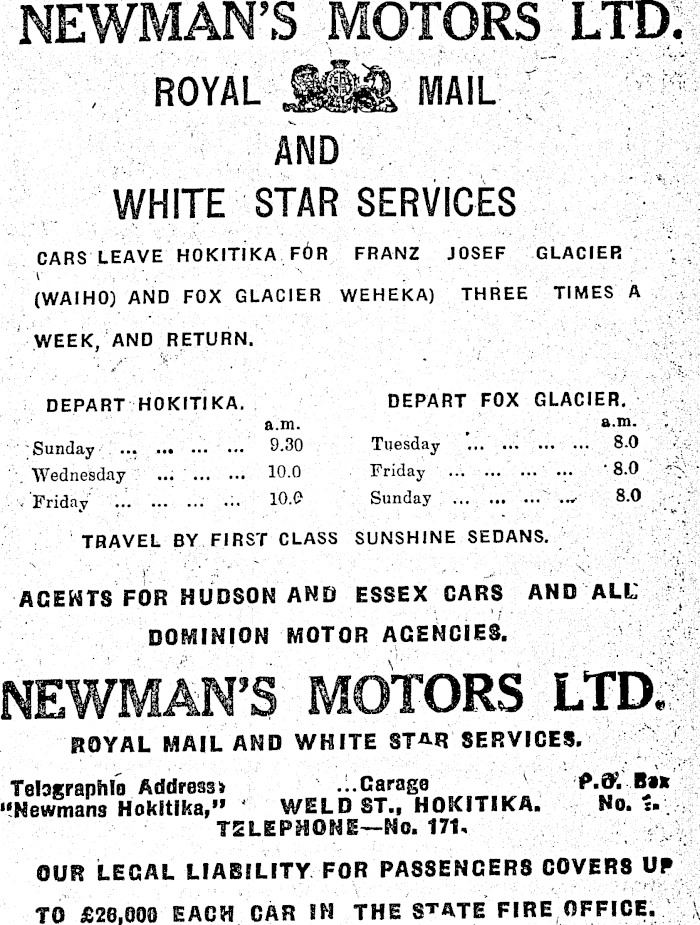 NEWMAN'S MOTORS LTD.
ROYAL MAIL
AND
WHITE STAR SERVICES
CARS LEAVE HOKITIKA FOR FRANZ JOSEF GLACIER
(WAIHO) AND FOX GLACIER WEHEKA) THREE TIMES A
WEEK, AND RETURN.
DEPART HOKITIKA.
a.m.
Sunday ... ... ... ... 9.30
Wednesday ... ... ... 10.0
Friday ... ... ... ... 10.0
DEPART FOX GLACIER.
a.m.
Tuesday ... ... ... ... 8.0
Friday ... ... ... ... 8.0
Sunday ... ... ... ... 8.0
TRAVEL BY FIRST CLASS SUNSHINE SEDANS.
AGENTS FOR HUDSON AND ESSEX CARS AND ALL
DOMINION MOTOR AGENCIES.
NEWMAN'S MOTORS LTD.
ROYAL MAIL AND WHITE STAR SERVICES.
Telegraphic Address:
"Newmans Hokitika,"
...Garage
WELD ST., HOKITIKA.
P.O. Box
No.
TELEPHONE—No. 171.
OUR LEGAL LIABILITY FOR PASSENGERS COVERS UP
TO £26,000 EACH CAR IN THE STATE FIRE OFFICE.